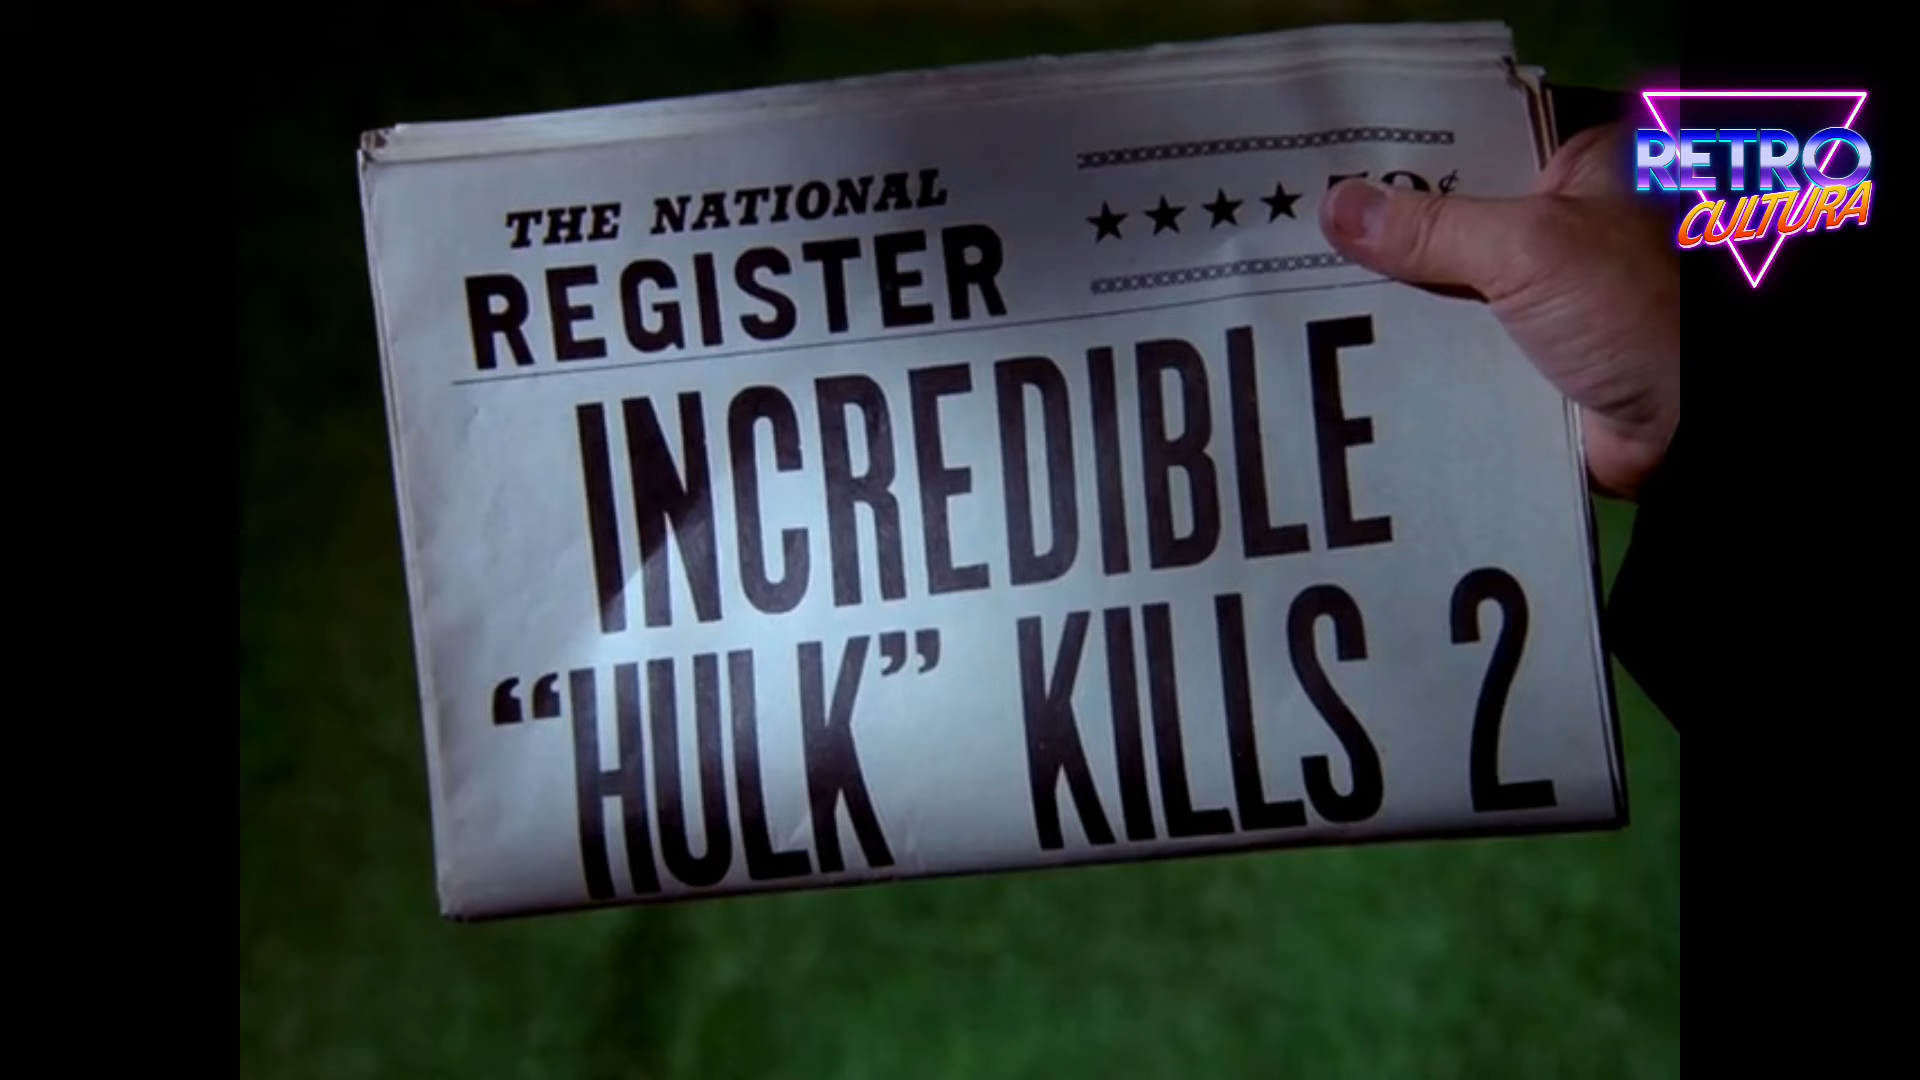 THE NATIONAL
REGISTER
INCREDIBLE
“HULK” KILLS 2
RETRO
CULTURA